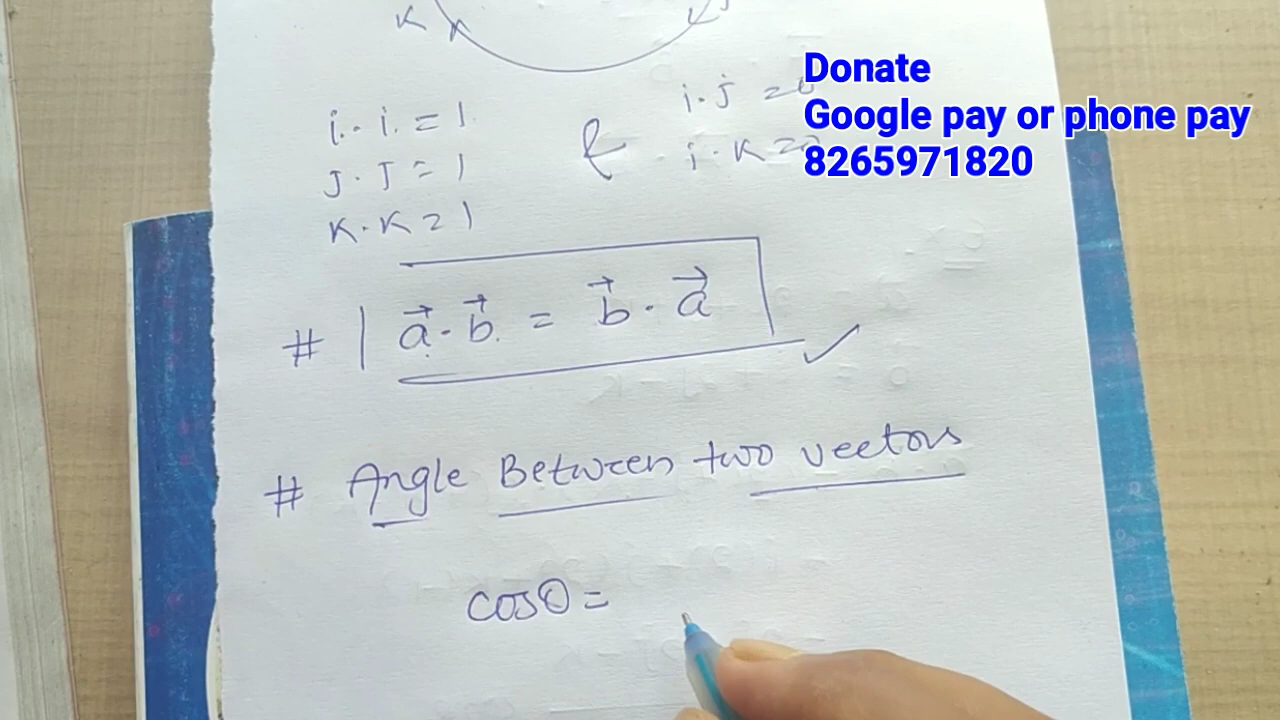 K
i. i. = 1.
j. j = 1
K. K = 1
& i. j = 0
i. K = 0
Donate
Google pay or phone pay
8265971820
# | a⃗. b⃗. = b⃗. a⃗ ✓
# Angle Between two vectors
cosθ =